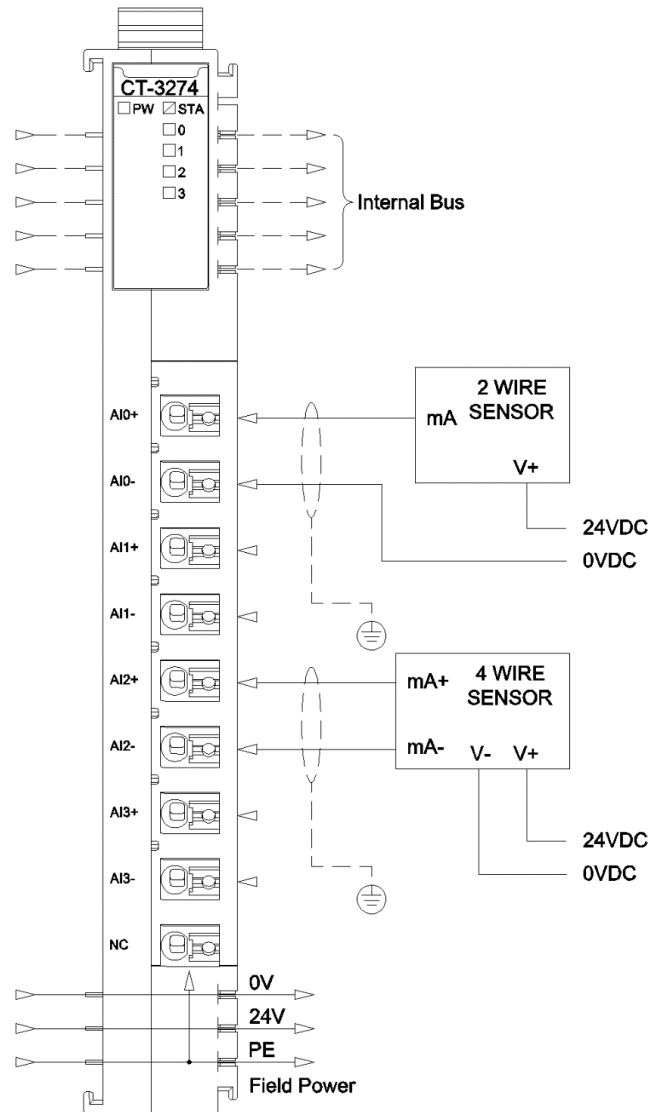 CT-3274
PW STA
0
1
2
3
Internal Bus
2 WIRE
SENSOR
mA
V+
24VDC
0VDC
AI0+
AI0-
AI1+
AI1-
AI2+
AI2-
AI3+
AI3-
NC
4 WIRE
SENSOR
mA+
mA-
V- V+
24VDC
0VDC
0V
24V
PE
Field Power